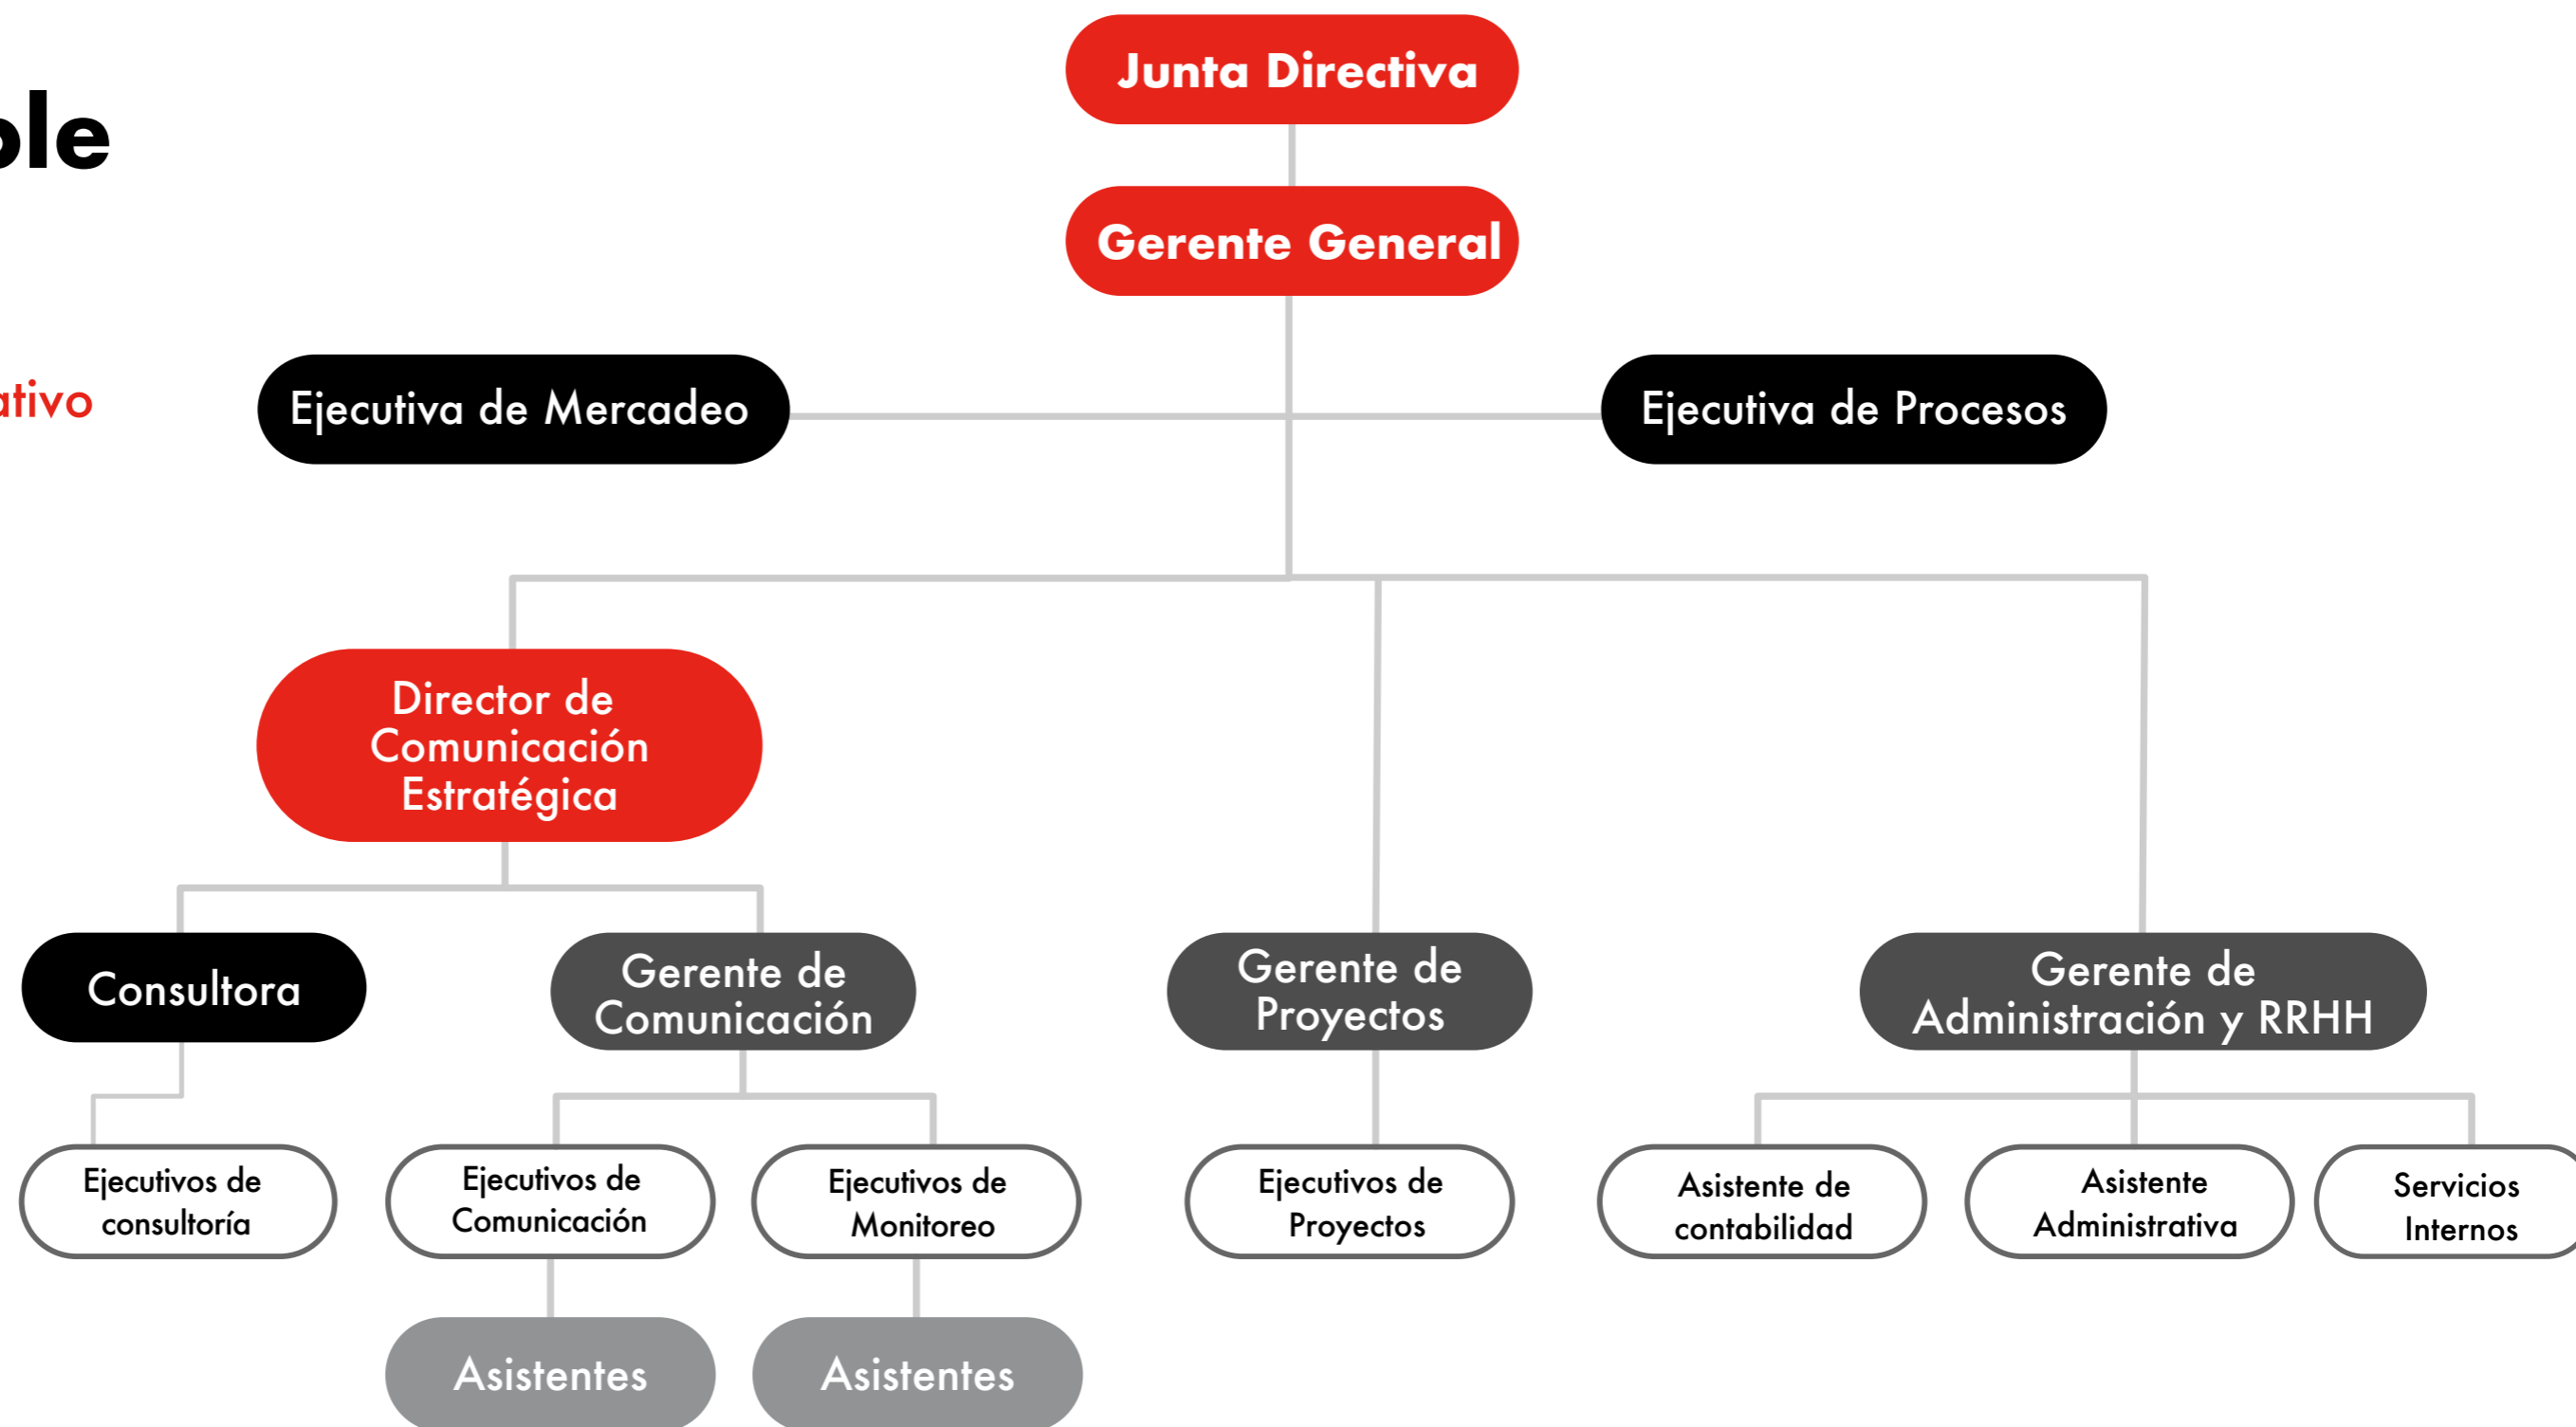 Junta Directiva
Gerente General
Ejecutiva de Mercadeo
Ejecutiva de Procesos
Director de
Comunicación
Estratégica
Consultora
Gerente de
Comunicación
Gerente de
Proyectos
Gerente de
Administración y RRHH
Ejecutivos de
consultoría
Ejecutivos de
Comunicación
Ejecutivos de
Monitoreo
Ejecutivos de
Proyectos
Asistente de
contabilidad
Asistente
Administrativa
Servicios
Internos
Asistentes
Asistentes